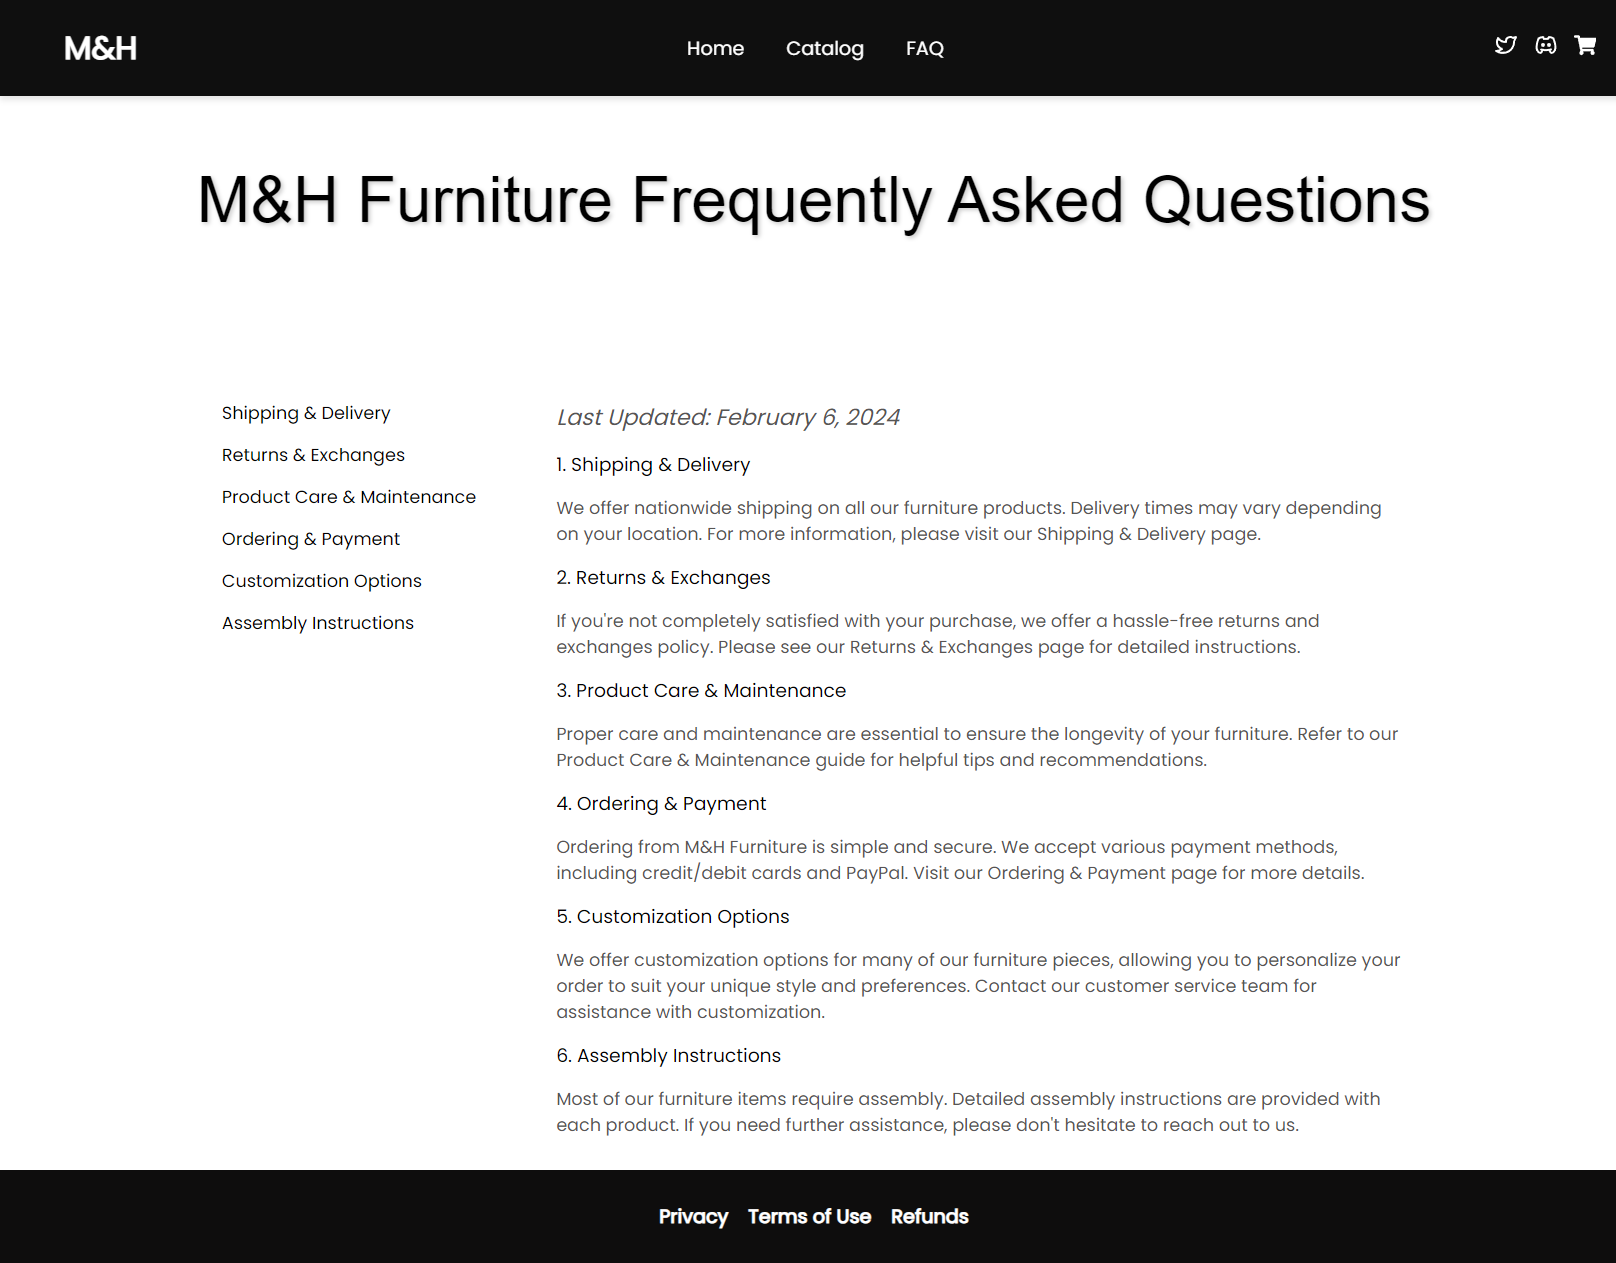 M&H
Home Catalog FAQ
M&H Furniture Frequently Asked Questions
Shipping & Delivery
Returns & Exchanges
Product Care & Maintenance
Ordering & Payment
Customization Options
Assembly Instructions
Last Updated: February 6, 2024
1. Shipping & Delivery
We offer nationwide shipping on all our furniture products. Delivery times may vary depending
on your location. For more information, please visit our Shipping & Delivery page.
2. Returns & Exchanges
If you're not completely satisfied with your purchase, we offer a hassle-free returns and
exchanges policy. Please see our Returns & Exchanges page for detailed instructions.
3. Product Care & Maintenance
Proper care and maintenance are essential to ensure the longevity of your furniture. Refer to our
Product Care & Maintenance guide for helpful tips and recommendations.
4. Ordering & Payment
Ordering from M&H Furniture is simple and secure. We accept various payment methods,
including credit/debit cards and PayPal. Visit our Ordering & Payment page for more details.
5. Customization Options
We offer customization options for many of our furniture pieces, allowing you to personalize your
order to suit your unique style and preferences. Contact our customer service team for
assistance with customization.
6. Assembly Instructions
Most of our furniture items require assembly. Detailed assembly instructions are provided with
each product. If you need further assistance, please don't hesitate to reach out to us.
Privacy Terms of Use Refunds